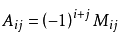 A_{ij} = (-1)^{i+j} M_{ij}